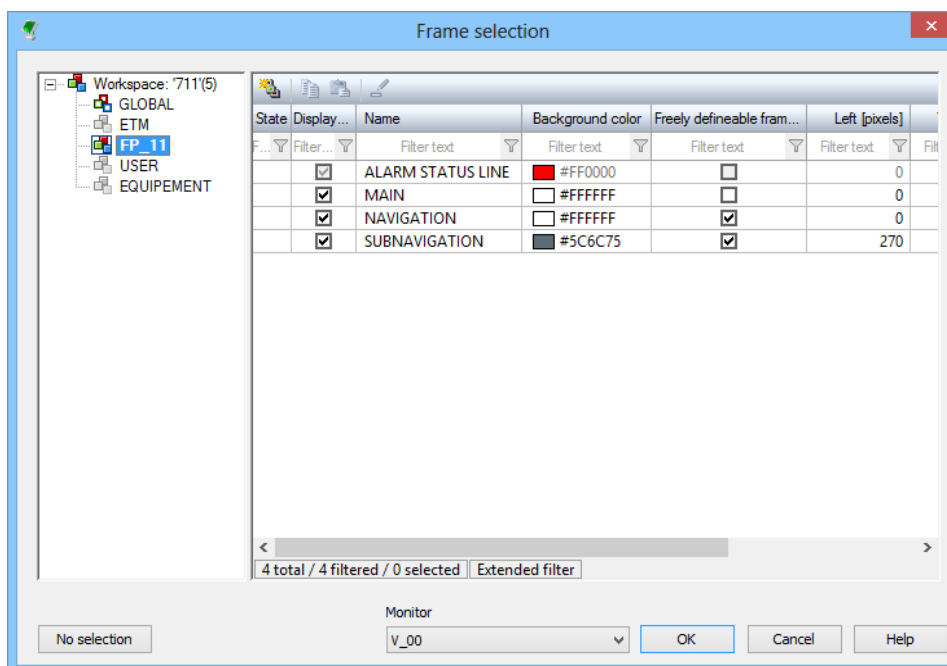 Frame selection
Workspace: '711'(5)
GLOBAL
ETM
FP_11
USER
EQUIPEMENT
State Display... Name Background color Freely defineable fram... Left [pixels]
F... Filter... Filter text Filter text Filter text Filter text Filt
ALARM STATUS LINE #FF0000 0
MAIN #FFFFFF 0
NAVIGATION #FFFFFF 0
SUBNAVIGATION #5C6C75 270
4 total / 4 filtered / 0 selected Extended filter
Monitor
No selection V_00 OK Cancel Help